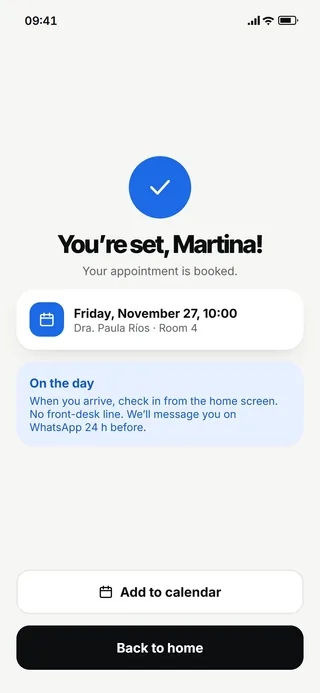 09:41
You’re set, Martina!
Your appointment is booked.
Friday, November 27, 10:00
Dra. Paula Ríos · Room 4
On the day
When you arrive, check in from the home screen.
No front-desk line. We’ll message you on
WhatsApp 24 h before.
Add to calendar
Back to home